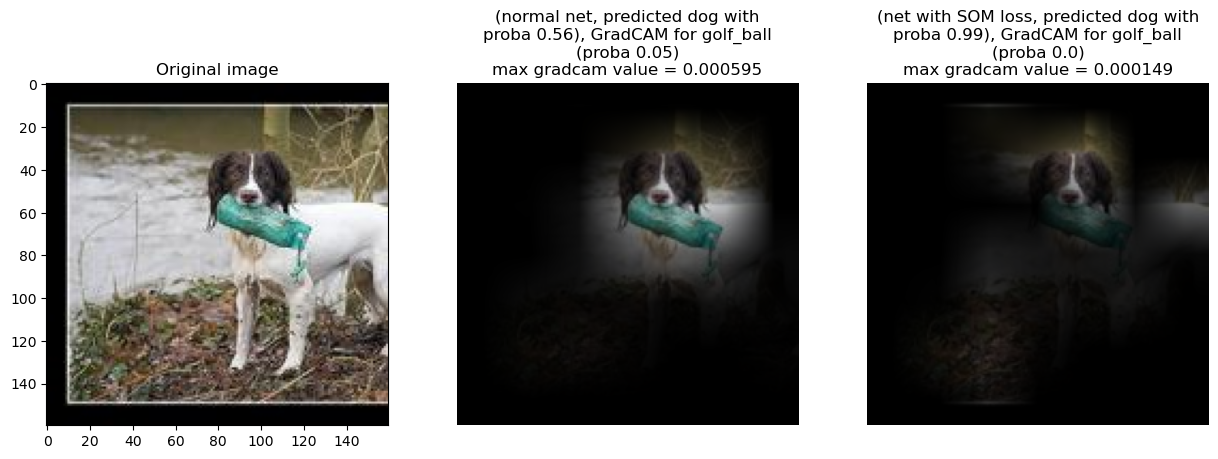 Original image
0
20
40
60
80
100
120
140
0 20 40 60 80 100 120 140
(normal net, predicted dog with
proba 0.56), GradCAM for golf_ball
(proba 0.05)
max gradcam value = 0.000595
(net with SOM loss, predicted dog with
proba 0.99), GradCAM for golf_ball
(proba 0.0)
max gradcam value = 0.000149